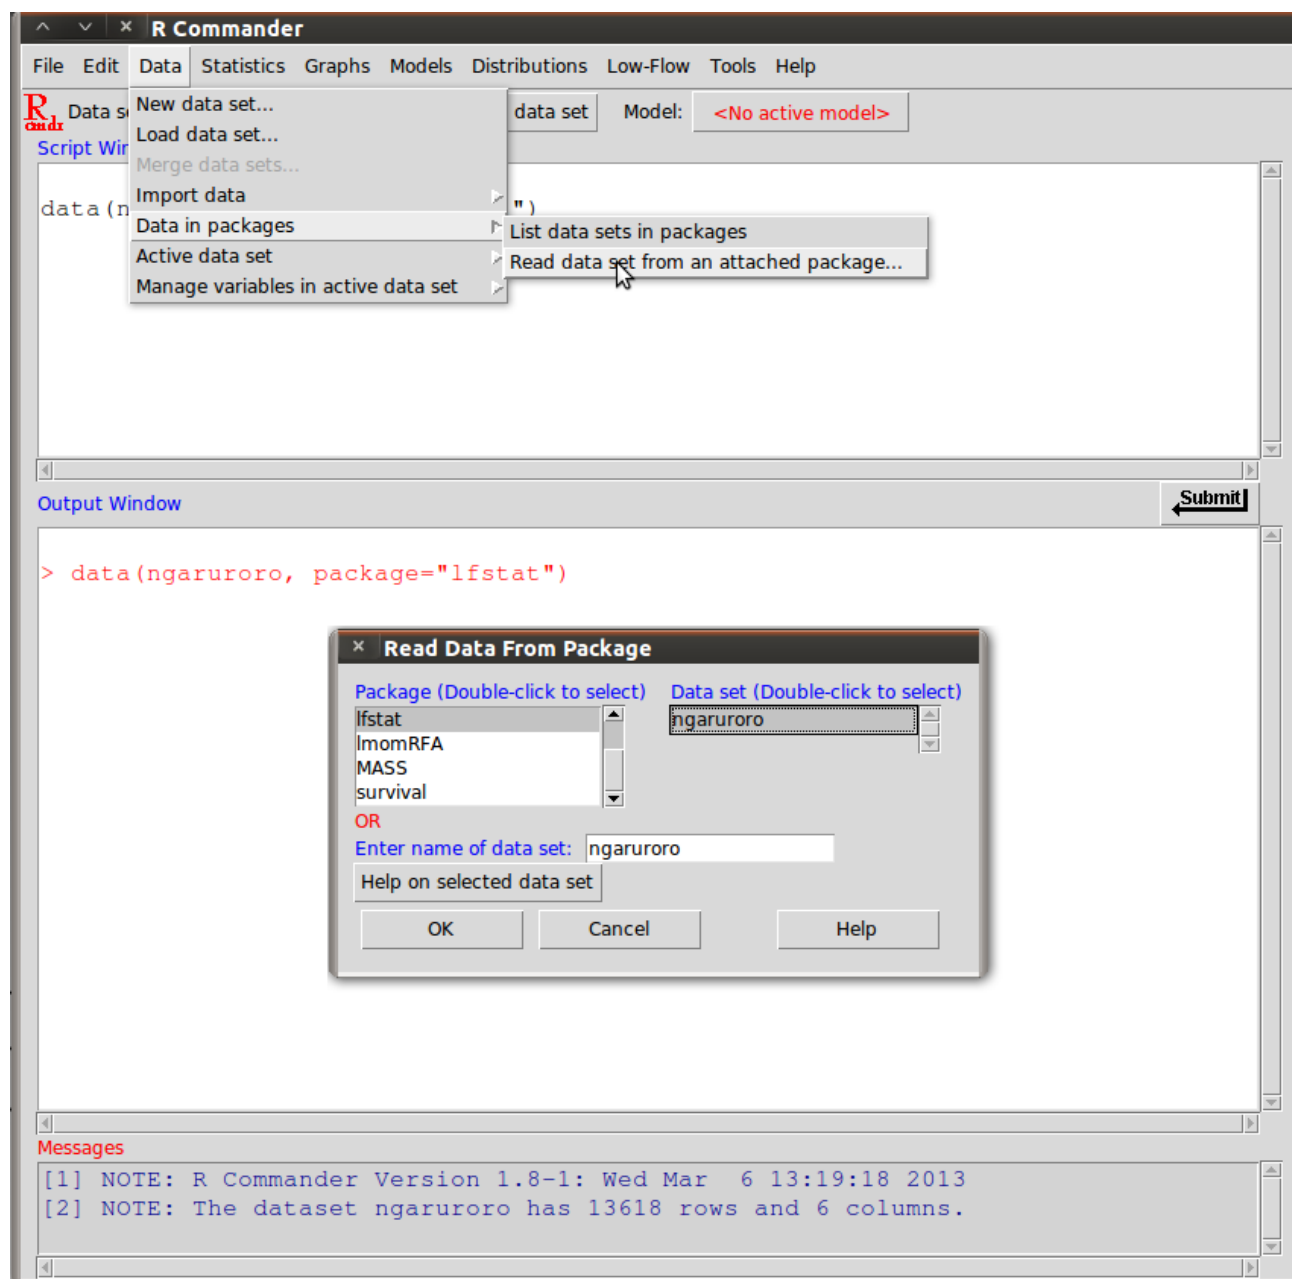 R Commander
File Edit Data Statistics Graphs Models Distributions Low-Flow Tools Help
R
cmdr
Data s
New data set...
Load data set...
Merge data sets...
Import data
Data in packages
Active data set
Manage variables in active data set
data set
Model: <No active model>
Script Wi
data(n
")
List data sets in packages
Read data set from an attached package...
Output Window
Submit
> data(ngaruroro, package="lfstat")
Read Data From Package
Package (Double-click to select) Data set (Double-click to select)
lfstat
lmomRFA
MASS
survival
ngaruroro
OR
Enter name of data set: ngaruroro
Help on selected data set
OK Cancel Help
Messages
[1] NOTE: R Commander Version 1.8-1: Wed Mar 6 13:19:18 2013
[2] NOTE: The dataset ngaruroro has 13618 rows and 6 columns.